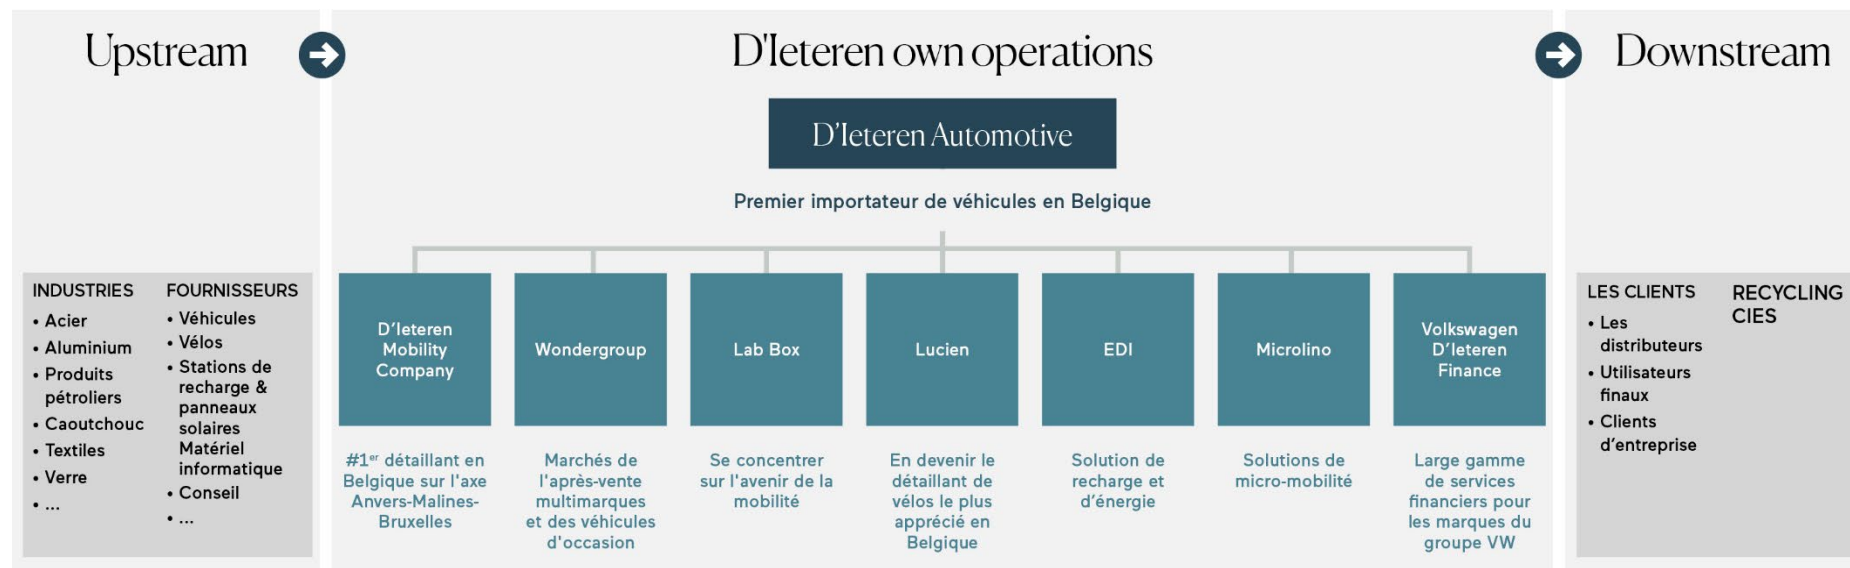 Upstream
D'Ieteren own operations
Downstream
D'Ieteren Automotive
Premier importateur de véhicules en Belgique
INDUSTRIES
• Acier
• Aluminium
• Produits
pétroliers
• Caoutchouc
• Textiles
• Verre
• ...
FOURNISSEURS
• Véhicules
• Vélos
• Stations de
recharge &
panneaux
solaires
Matériel
informatique
• Conseil
• ...
D'Ieteren
Mobility
Company
#1er détaillant en
Belgique sur l'axe
Anvers-Malines-
Bruxelles
Wondergroup
Marchés de
l'après-vente
multimarques
et des véhicules
d'occasion
Lab Box
Se concentrer
sur l'avenir de la
mobilité
Lucien
En devenir le
détaillant de
vélos le plus
apprécié en
Belgique
EDI
Solution de
recharge et
d'énergie
Microlino
Solutions de
micro-mobilité
Volkswagen
D'Ieteren
Finance
Large gamme
de services
financiers pour
les marques du
groupe VW
LES CLIENTS
• Les
distributeurs
• Utilisateurs
finaux
• Clients
d'entreprise
RECYCLING
CIES